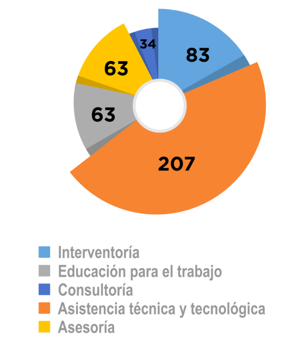 34
83
63
63
207
Interventoría
Educación para el trabajo
Consultoría
Asistencia técnica y tecnológica
Asesoría